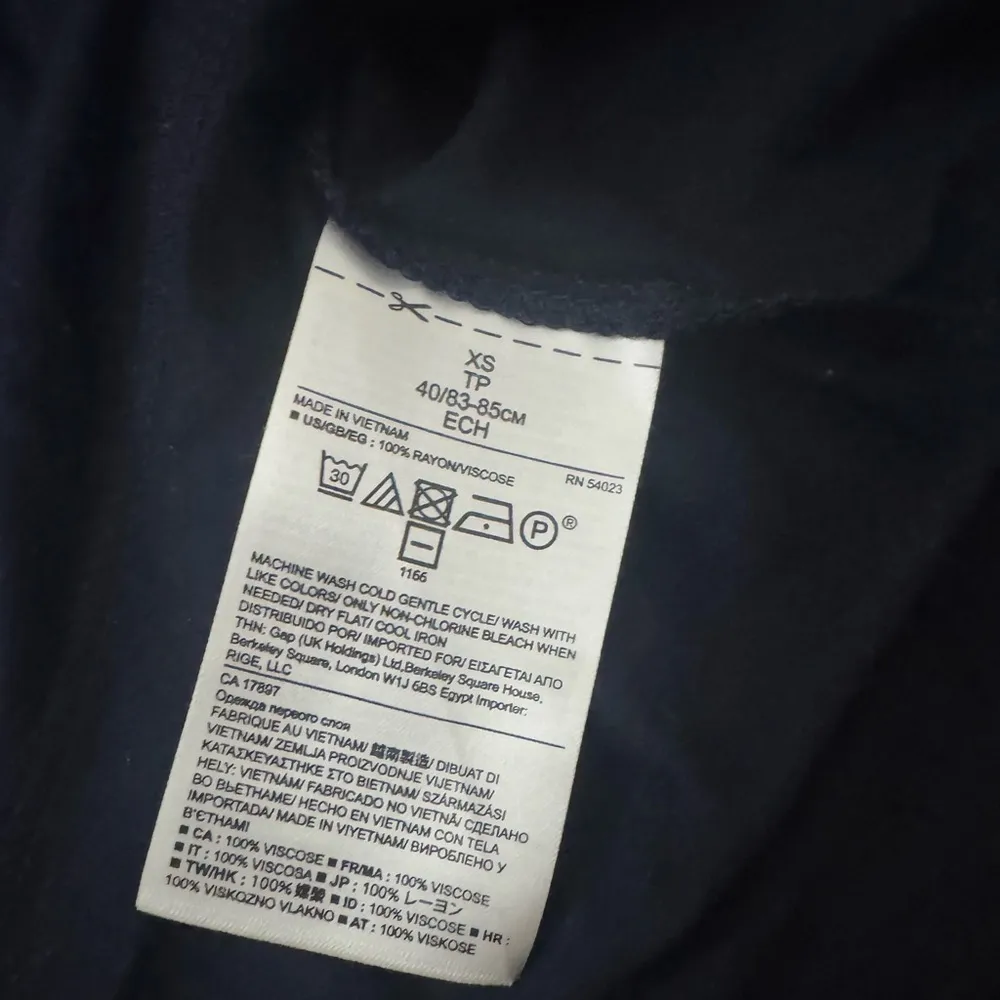 XS
TP
40/83-85CM
ECH
MADE IN VIETNAM
RN 54023
■ US/GB/EG : 100% RAYON/VISCOSE
30
P ®
1166
MACHINE WASH COLD GENTLE CYCLE/ WASH WITH
LIKE COLORS/ ONLY NON-CHLORINE BLEACH WHEN
NEEDED/ DRY FLAT/ COOL IRON
DISTRIBUIDO POR/ IMPORTED FOR/ ΕΙΣΑΓΕΤΑΙ ΑΠΟ
THN: Gap (UK Holdings) Ltd,Berkeley Square House,
Berkeley Square, London W1J 6BS Egypt Importer:
RIGE, LLC
CA 17897
Одежда первого слоя
FABRIQUE AU VIETNAM/ 越南製造/ DIBUAT DI
VIETNAM/ ZEMLJA PROIZVODNJE VIJETNAM/
ΚΑΤΑΣΚΕΥΑΣΤΗΚΕ ΣΤΟ ΒΙΕΤΝΑΜ/ SZÁRMAZÁSI
HELY: VIETNÁM/ FABRICADO NO VIETNÃ/ СДЕЛАНО
ВО ВЬЕТНАМЕ/ HECHO EN VIETNAM CON TELA
IMPORTADA/ MADE IN VIYETNAM/ ВИРОБЛЕНО У
В'ЄТНАМІ
■ CA : 100% VISCOSE ■ FR/MA : 100% VISCOSE
■ IT : 100% VISCOSA ■ JP : 100% レーヨン
■ TW/HK : 100% 嫘縈 ■ ID : 100% VISCOSE ■ HR :
100% VISKOZNO VLAKNO ■ AT : 100% VISKOSE